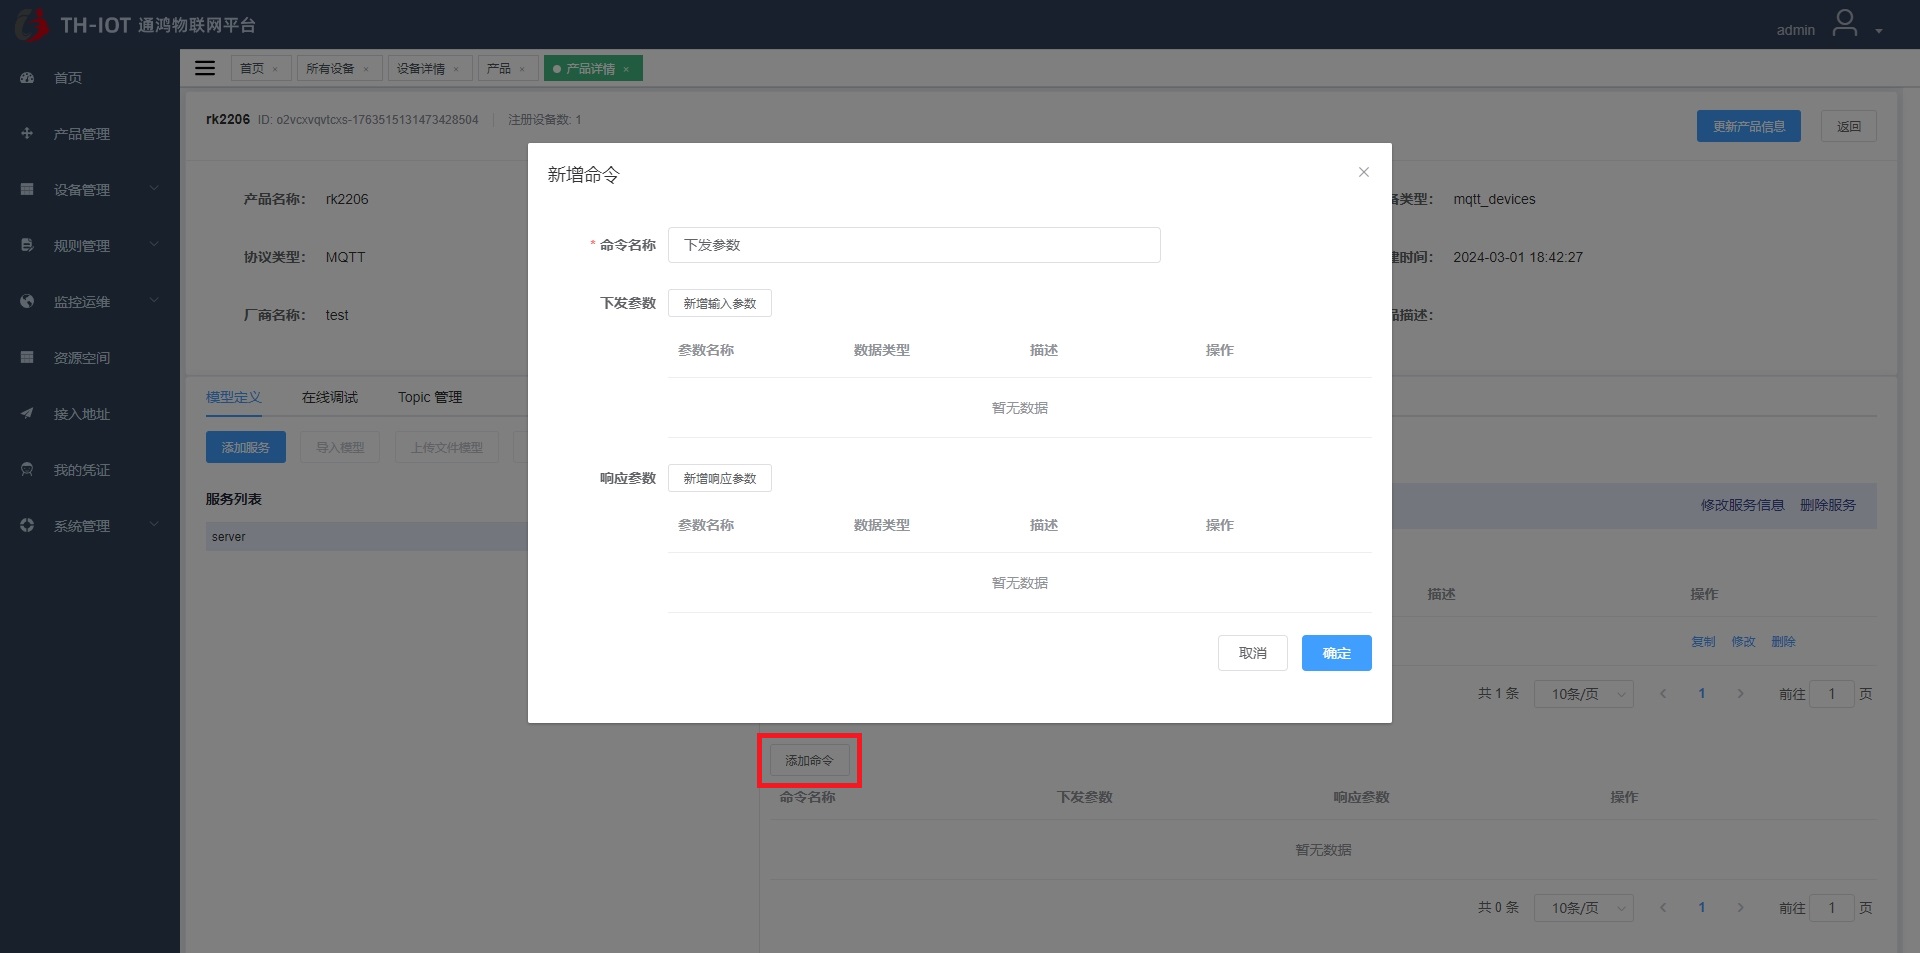 TH-IOT 通鸿物联网平台
admin
首页
产品管理
设备管理
规则管理
监控运维
资源空间
接入地址
我的凭证
系统管理
首页 ×
所有设备 ×
设备详情 ×
产品 ×
产品详情 ×
rk2206 ID: o2vcxvqvtcxs-1763515131473428504 注册设备数: 1
更新产品信息 返回
产品名称: rk2206
备类型: mqtt_devices
协议类型: MQTT
建时间: 2024-03-01 18:42:27
厂商名称: test
品描述:
模型定义 在线调试 Topic 管理
添加服务 导入模型 上传文件模型
服务列表
server
修改服务信息 删除服务
描述 操作
复制 修改 删除
共 1 条 10条/页 1 前往 1 页
新增命令
* 命令名称 下发参数
下发参数 新增输入参数
参数名称 数据类型 描述 操作
暂无数据
响应参数 新增响应参数
参数名称 数据类型 描述 操作
暂无数据
取消 确定
添加命令
命令名称 下发参数 响应参数 操作
暂无数据
共 0 条 10条/页 1 前往 1 页